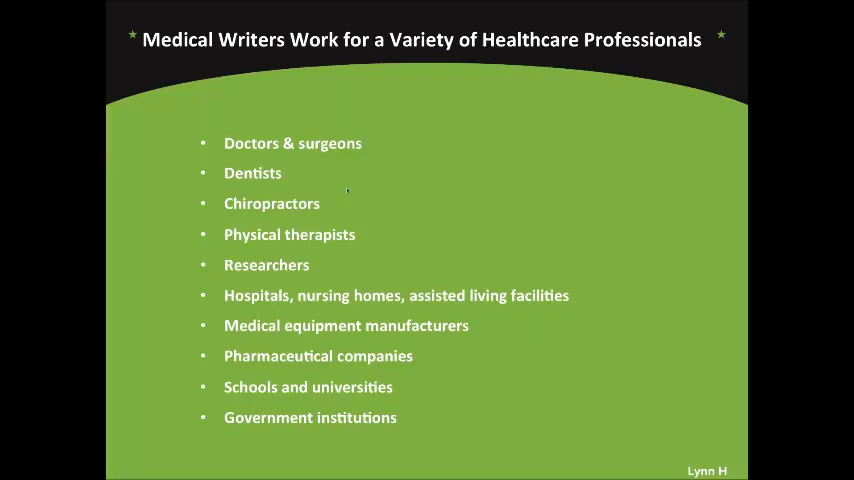 Medical Writers Work for a Variety of Healthcare Professionals
• Doctors & surgeons
• Dentists
• Chiropractors
• Physical therapists
• Researchers
• Hospitals, nursing homes, assisted living facilities
• Medical equipment manufacturers
• Pharmaceutical companies
• Schools and universities
• Government institutions
Lynn H